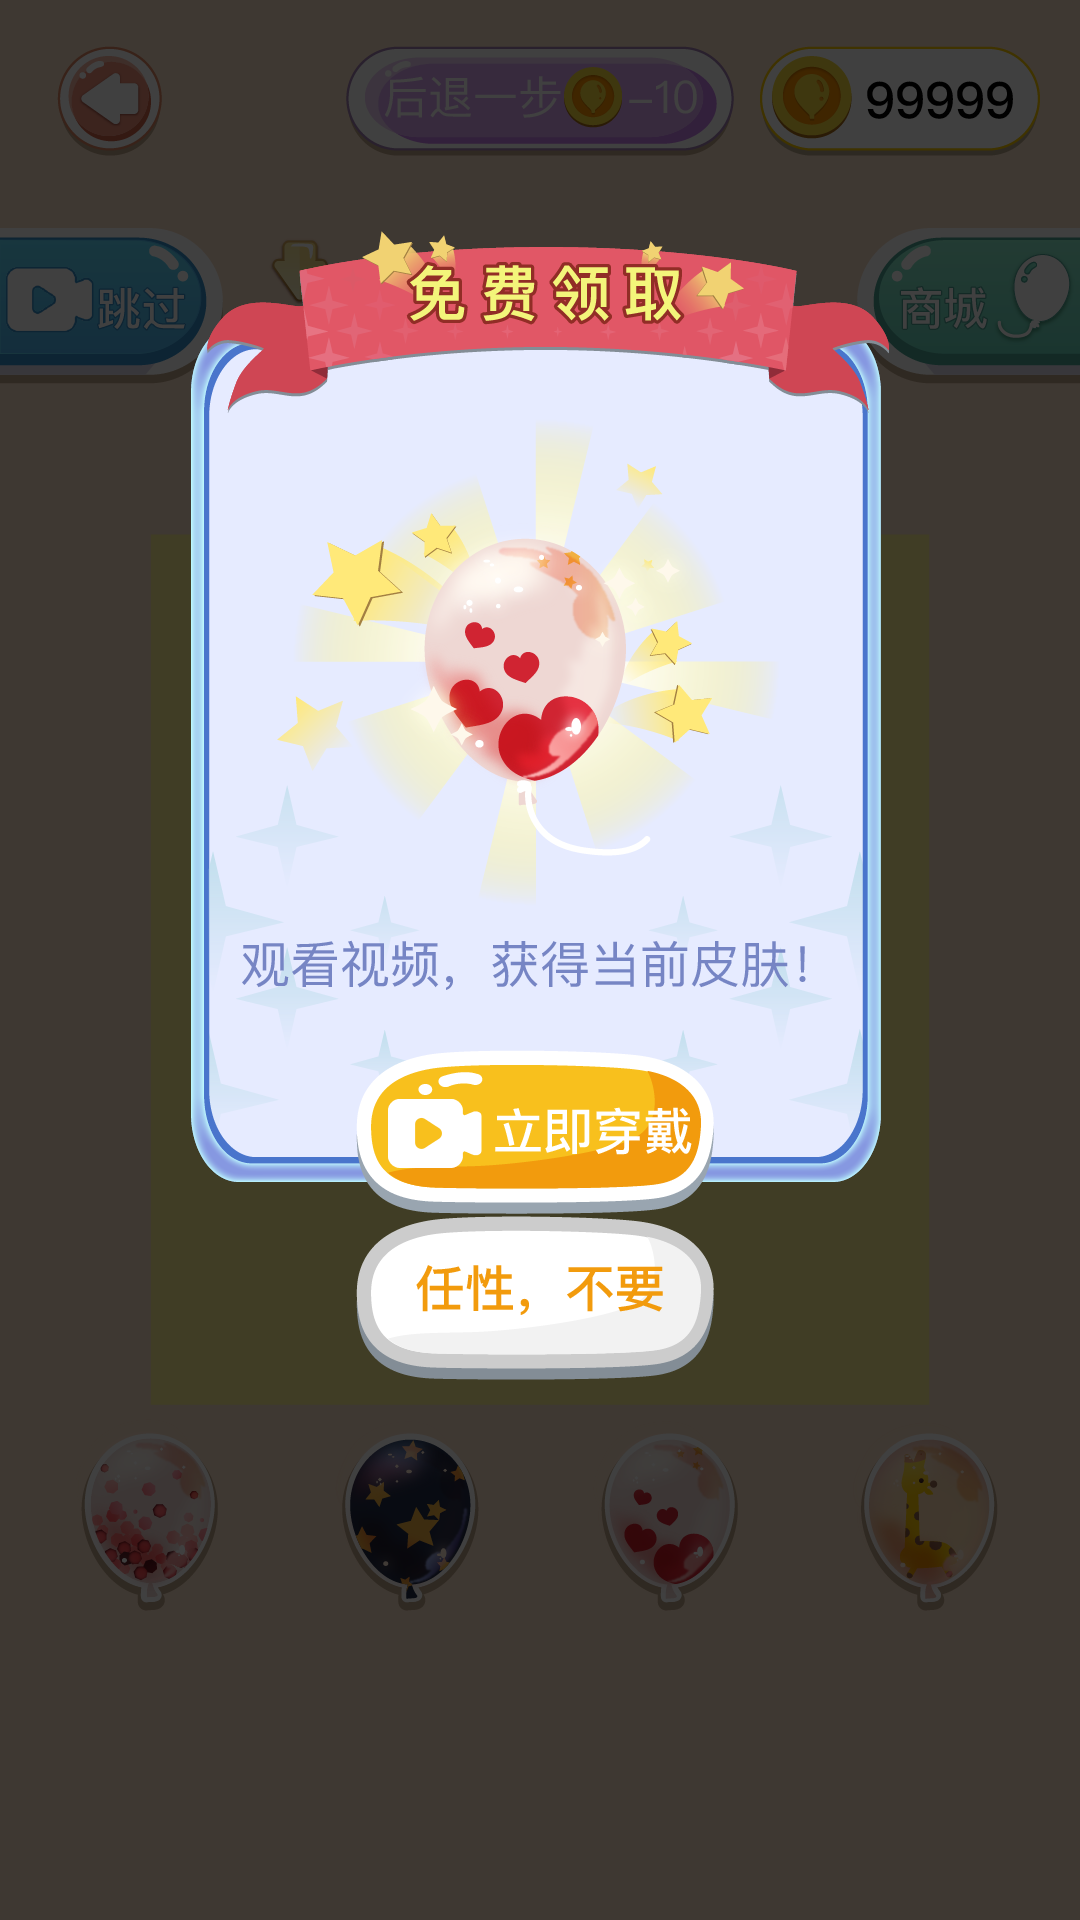 后退一步 -10
99999
跳过
免费领取
商城
观看视频，获得当前皮肤！
立即穿戴
任性，不要